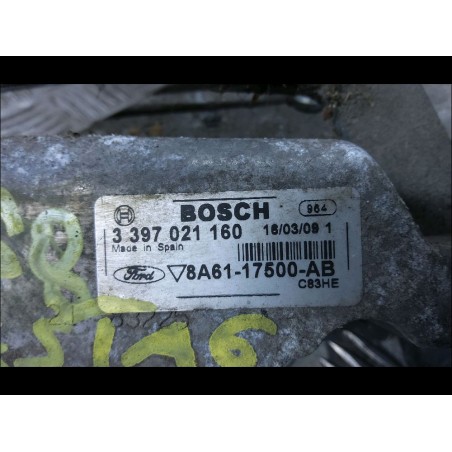 BOSCH 964
3 397 021 160 16/03/09 1
Made in Spain
Ford 8A61-17500-AB
C83HE